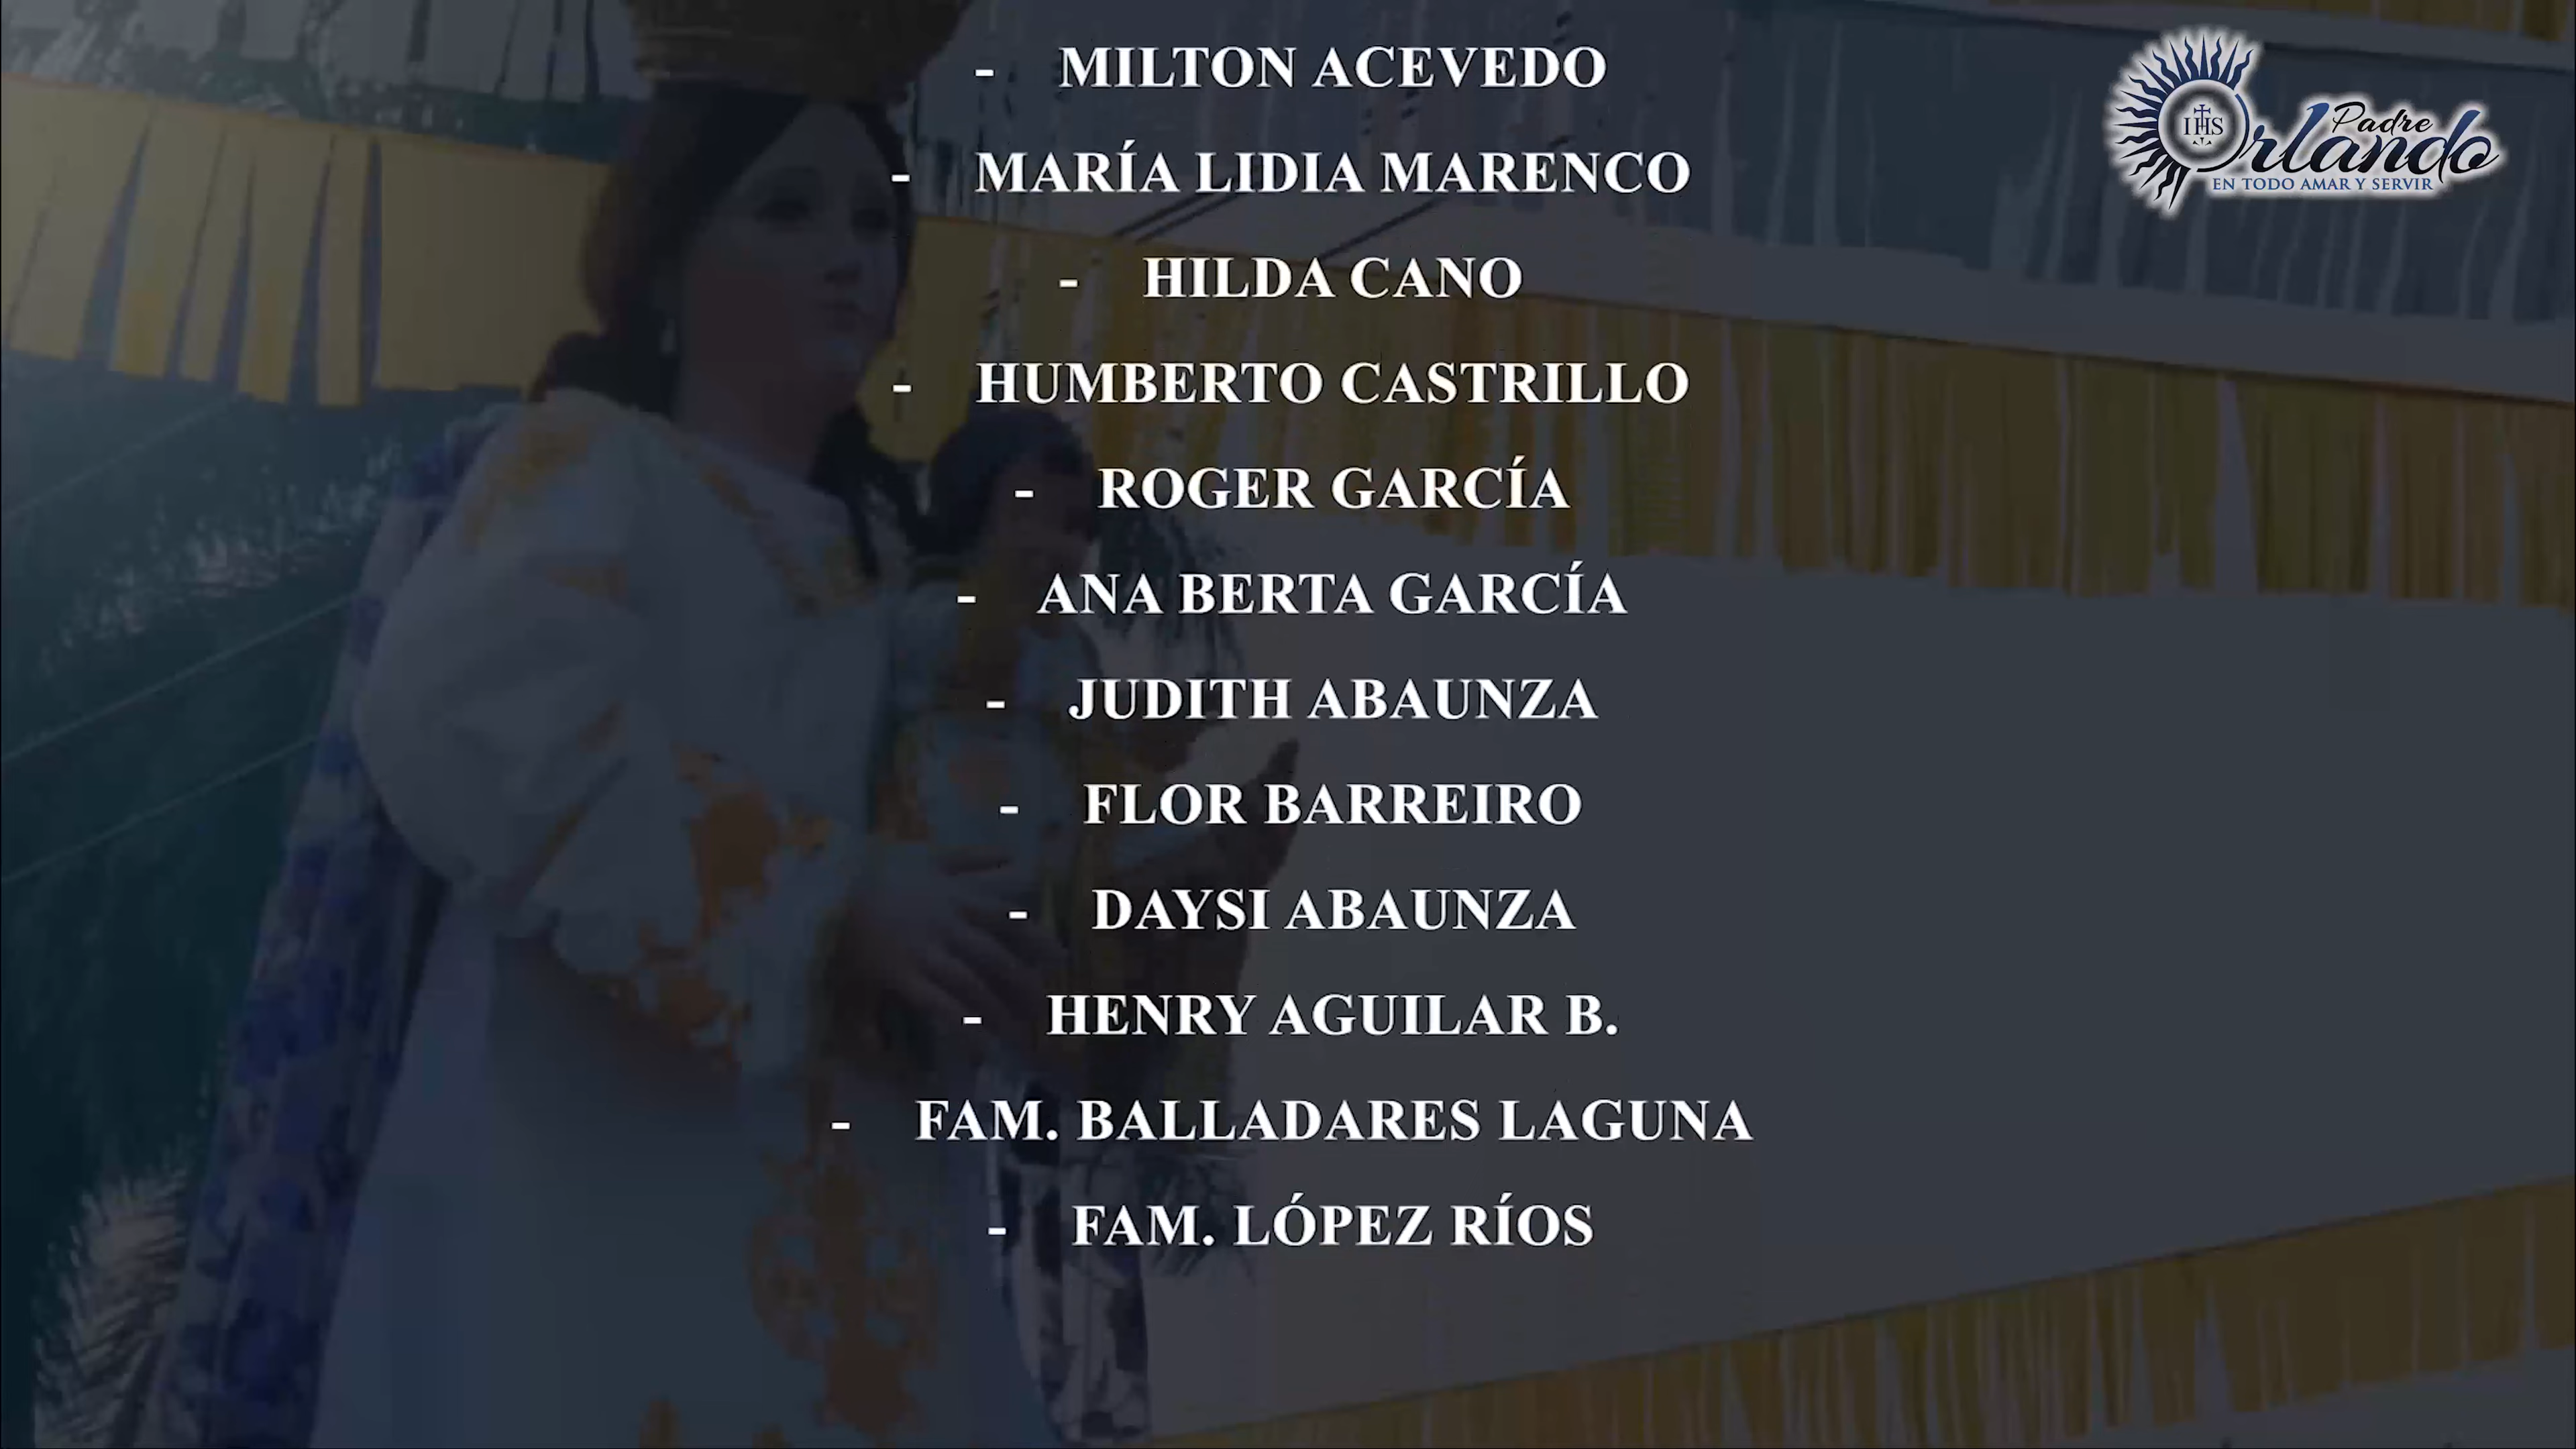 - MILTON ACEVEDO
- MARÍA LIDIA MARENCO
- HILDA CANO
- HUMBERTO CASTRILLO
- ROGER GARCÍA
- ANA BERTA GARCÍA
- JUDITH ABAUNZA
- FLOR BARREIRO
- DAYSI ABAUNZA
- HENRY AGUILAR B.
- FAM. BALLADARES LAGUNA
- FAM. LÓPEZ RÍOS
IHS
Padre
Orlando
EN TODO AMAR Y SERVIR